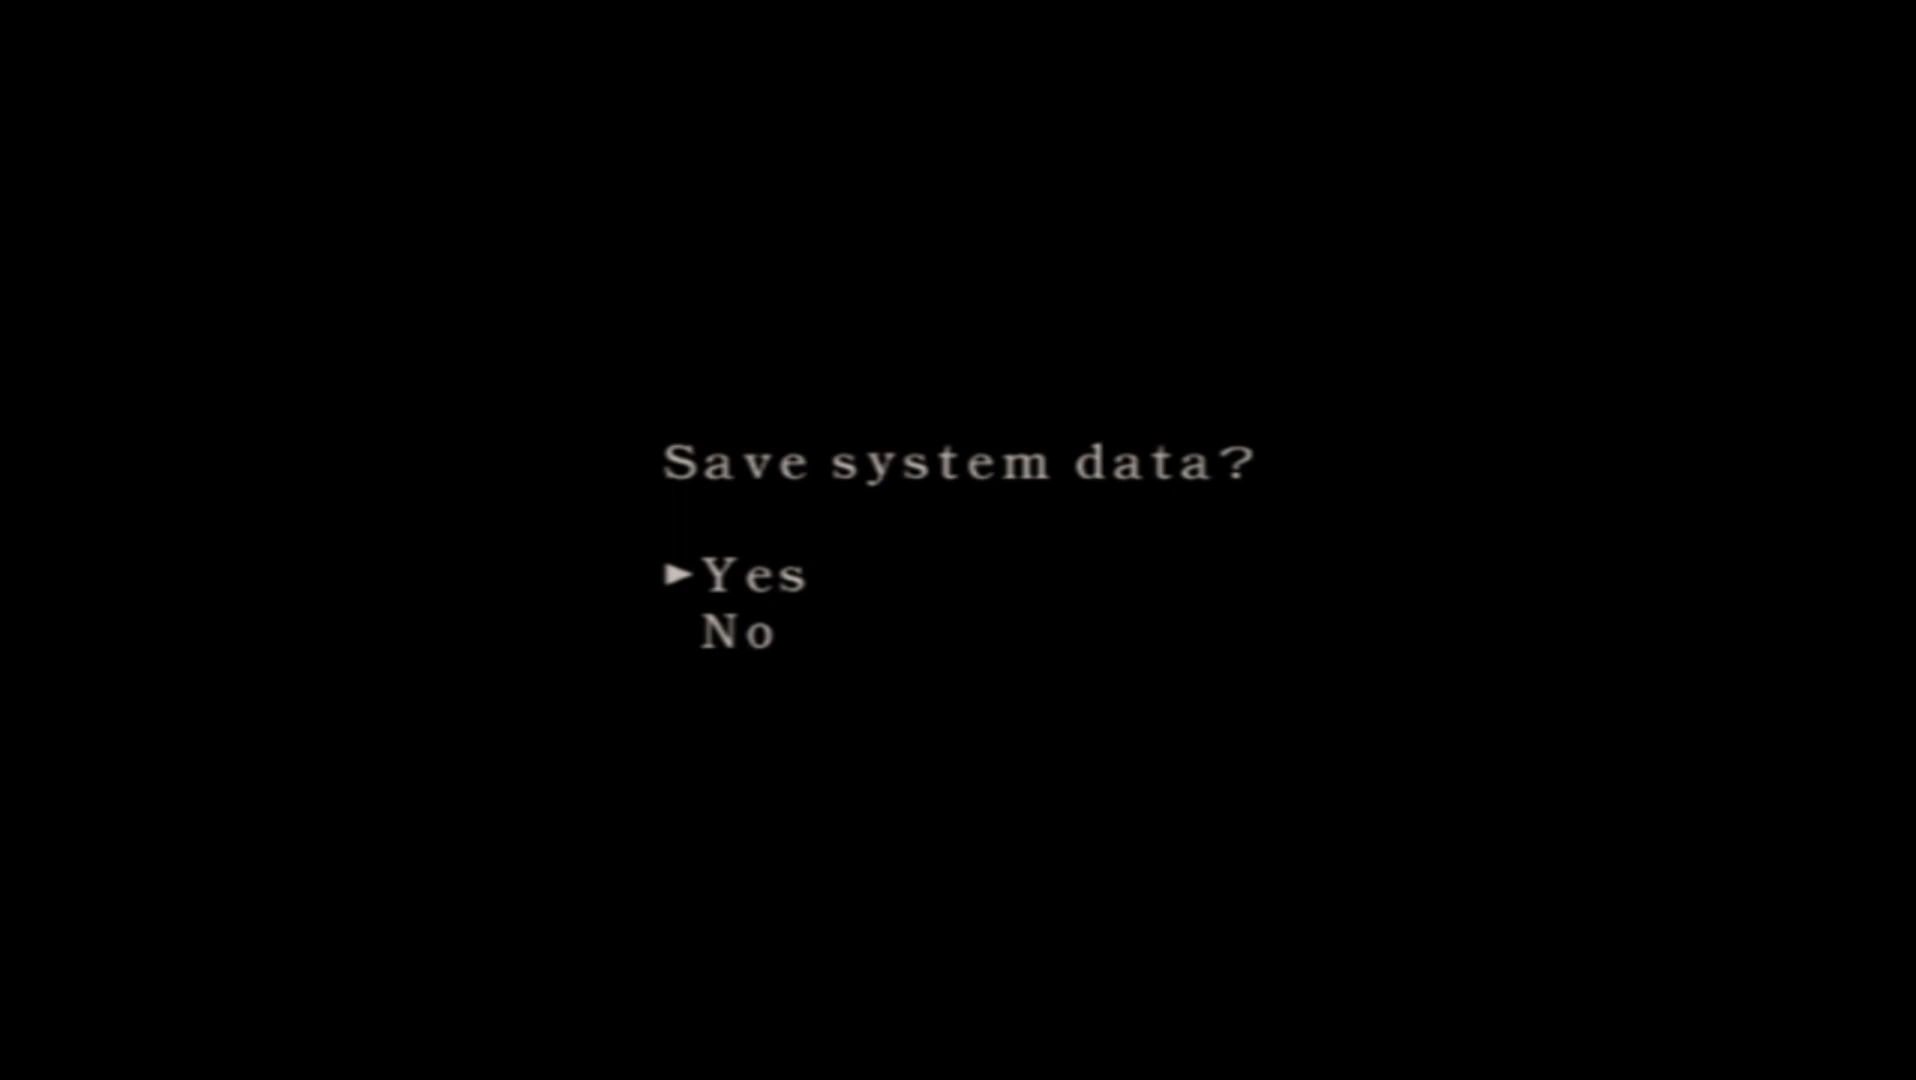 Save system data?
►Yes
No